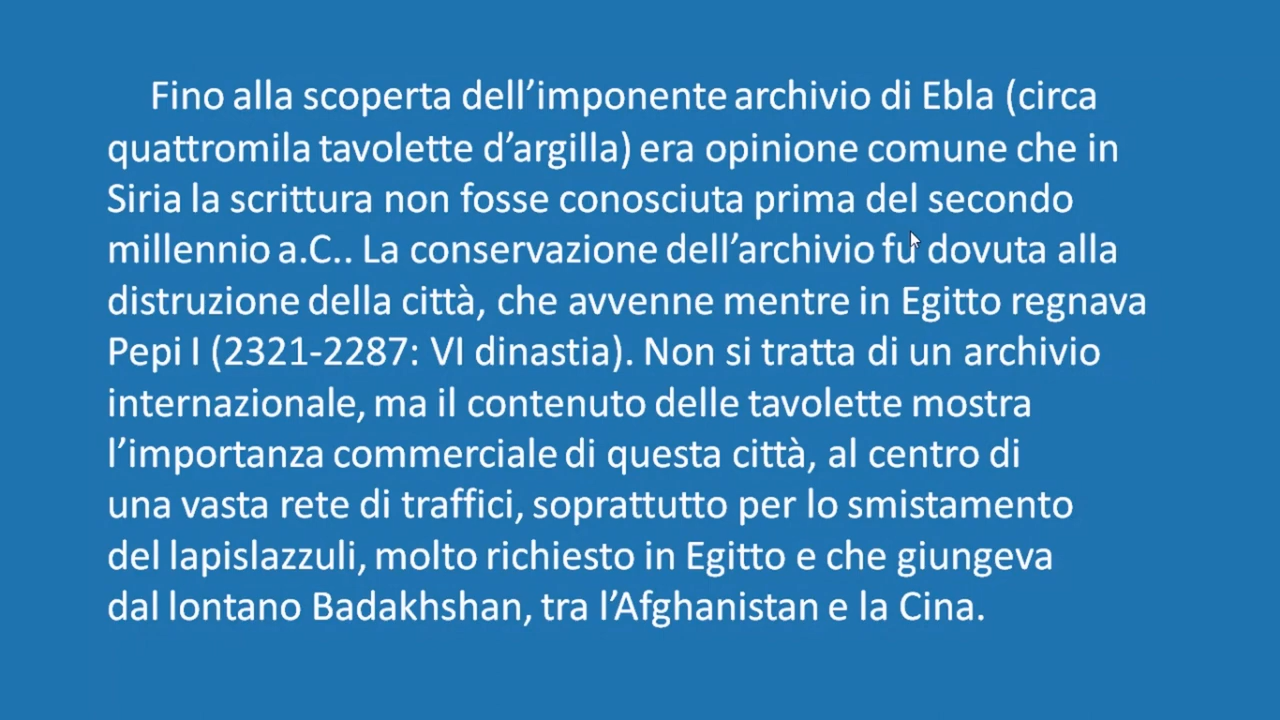 Fino alla scoperta dell’imponente archivio di Ebla (circa
quattromila tavolette d’argilla) era opinione comune che in
Siria la scrittura non fosse conosciuta prima del secondo
millennio a.C.. La conservazione dell’archivio fu dovuta alla
distruzione della città, che avvenne mentre in Egitto regnava
Pepi I (2321-2287: VI dinastia). Non si tratta di un archivio
internazionale, ma il contenuto delle tavolette mostra
l’importanza commerciale di questa città, al centro di
una vasta rete di traffici, soprattutto per lo smistamento
del lapislazzuli, molto richiesto in Egitto e che giungeva
dal lontano Badakhshan, tra l’Afghanistan e la Cina.